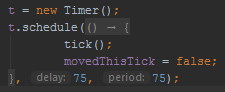 t = new Timer();
t.schedule(() → {
tick();
movedThisTick = false;
}, delay: 75, period: 75);